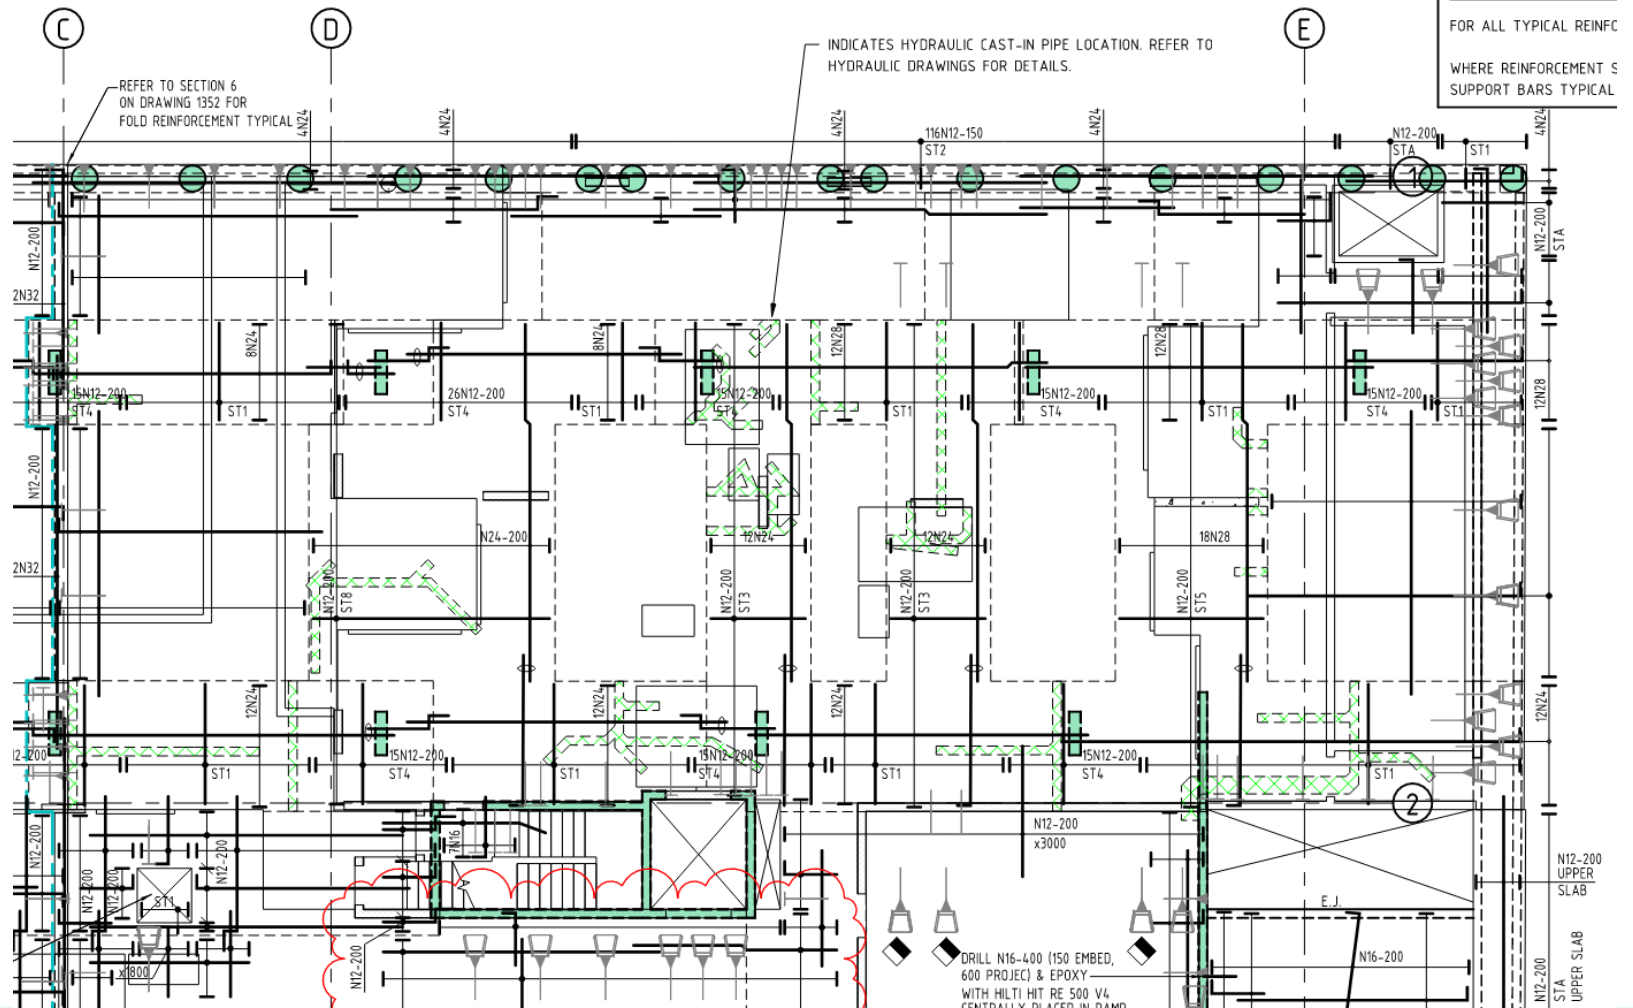 C
D
E
FOR ALL TYPICAL REINFO
WHERE REINFORCEMENT S
SUPPORT BARS TYPICAL
INDICATES HYDRAULIC CAST-IN PIPE LOCATION. REFER TO
HYDRAULIC DRAWINGS FOR DETAILS.
REFER TO SECTION 6
ON DRAWING 1352 FOR
FOLD REINFORCEMENT TYPICAL
4N24
4N24
4N24
4N24
4N24
116N12-150
ST2
N12-200
STA
ST1
1
N12-200
N12-200
STA
2N32
8N24
8N24
12N28
12N28
12N28
15N12-200
ST4
ST1
26N12-200
ST4
ST1
15N12-200
ST4
ST1
15N12-200
ST4
ST1
15N12-200
ST4
ST1
N12-200
N24-200
12N24
12N24
18N28
2N32
N12-200
ST8
N12-200
ST3
N12-200
ST3
N12-200
ST5
12N24
12N24
12N24
12N24
12-200
ST1
15N12-200
ST4
ST1
15N12-200
ST4
ST1
15N12-200
ST4
ST1
2
N12-200
N12-200
N12-200
N12-200
7N16
N12-200
x3000
N12-200
UPPER
SLAB
ST1
E.J.
x1800
N12-200
DRILL N16-400 (150 EMBED,
600 PROJEC) & EPOXY
WITH HILTI HIT RE 500 V4
CENTRALLY PLACED IN RAMP
N16-200
N12-200
STA
UPPER SLAB